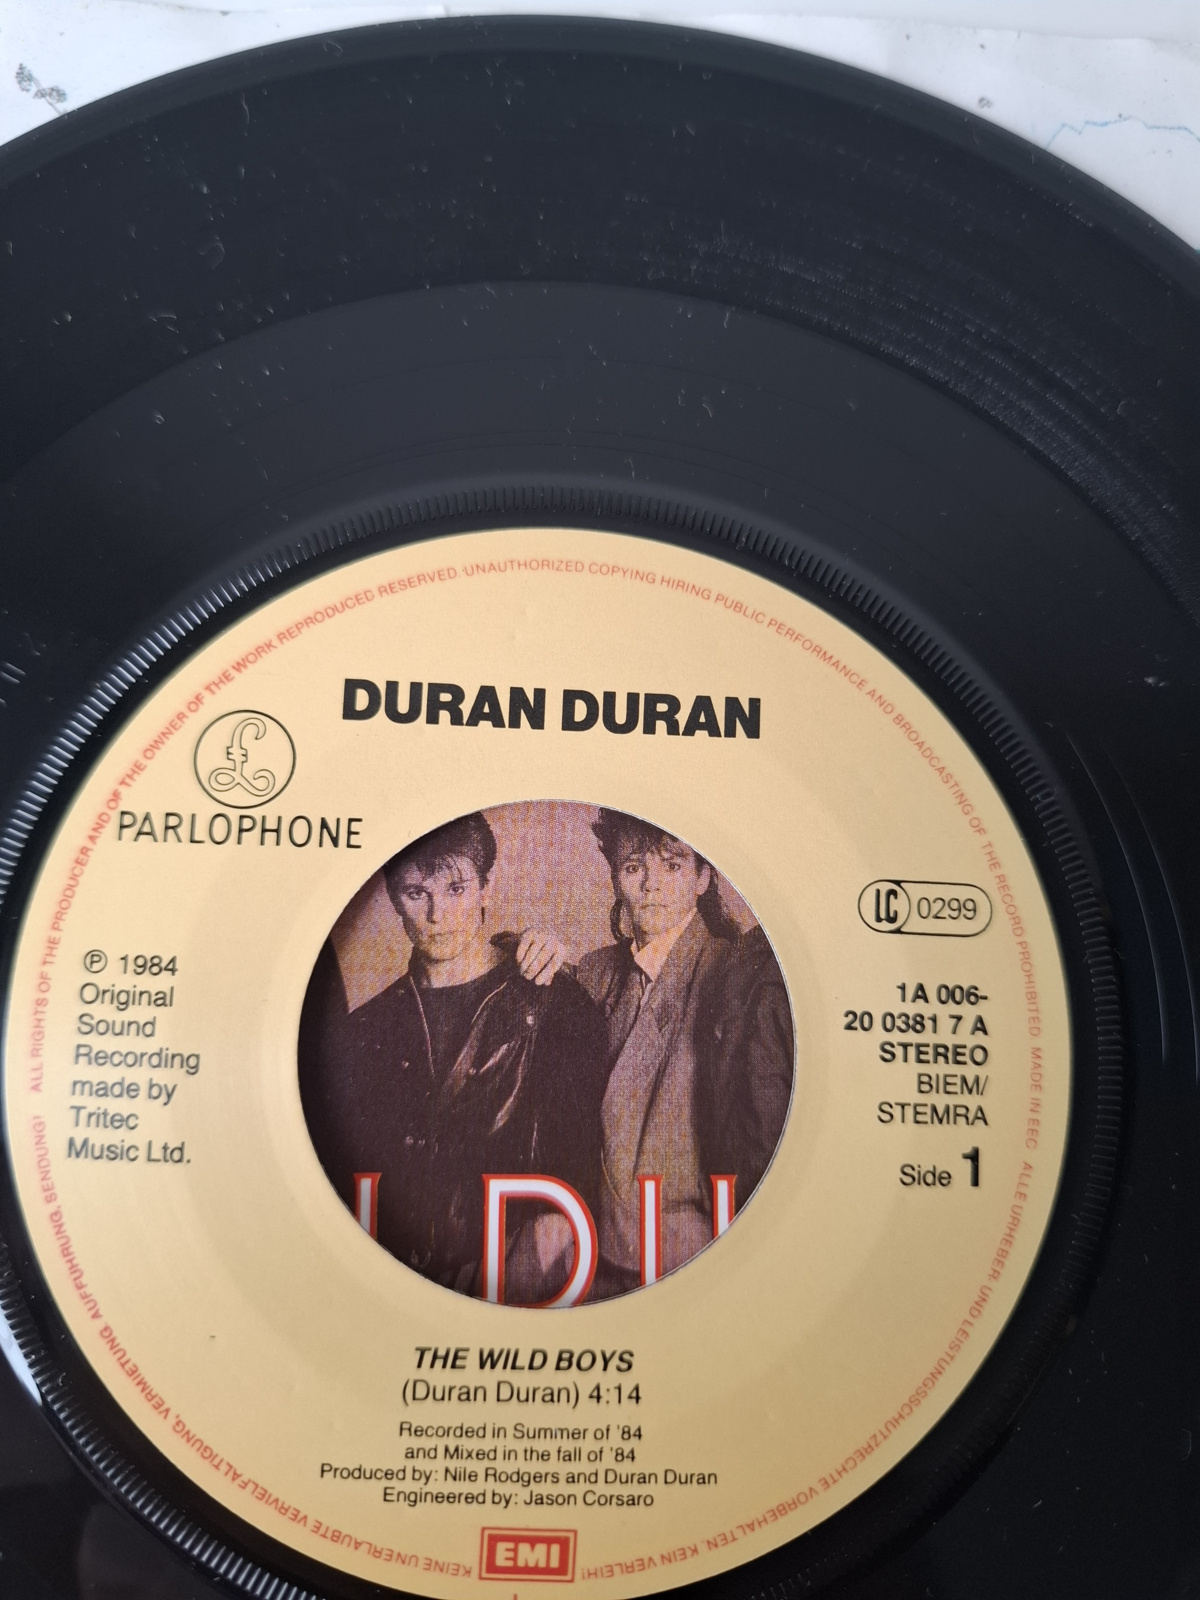 ALL RIGHTS OF THE PRODUCER AND OF THE OWNER OF THE WORK REPRODUCED RESERVED. UNAUTHORIZED COPYING HIRING PUBLIC PERFORMANCE AND BROADCASTING OF THE RECORD PROHIBITED MADE IN EEC
DURAN DURAN
£
PARLOPHONE
LC 0299
℗ 1984
Original
Sound
Recording
made by
Tritec
Music Ltd.
1A 006-
20 0381 7 A
STEREO
BIEM/
STEMRA
Side 1
THE WILD BOYS
(Duran Duran) 4:14
Recorded in Summer of '84
and Mixed in the fall of '84
Produced by: Nile Rodgers and Duran Duran
Engineered by: Jason Corsaro
EMI
ALLE URHEBER- UND LEISTUNGSSCHUTZRECHTE VORBEHALTEN. KEIN VERLEIH! KEINE UNERLAUBTE VERVIELFALTIGUNG, VERMIETUNG, AUFFUHRUNG, SENDUNG!